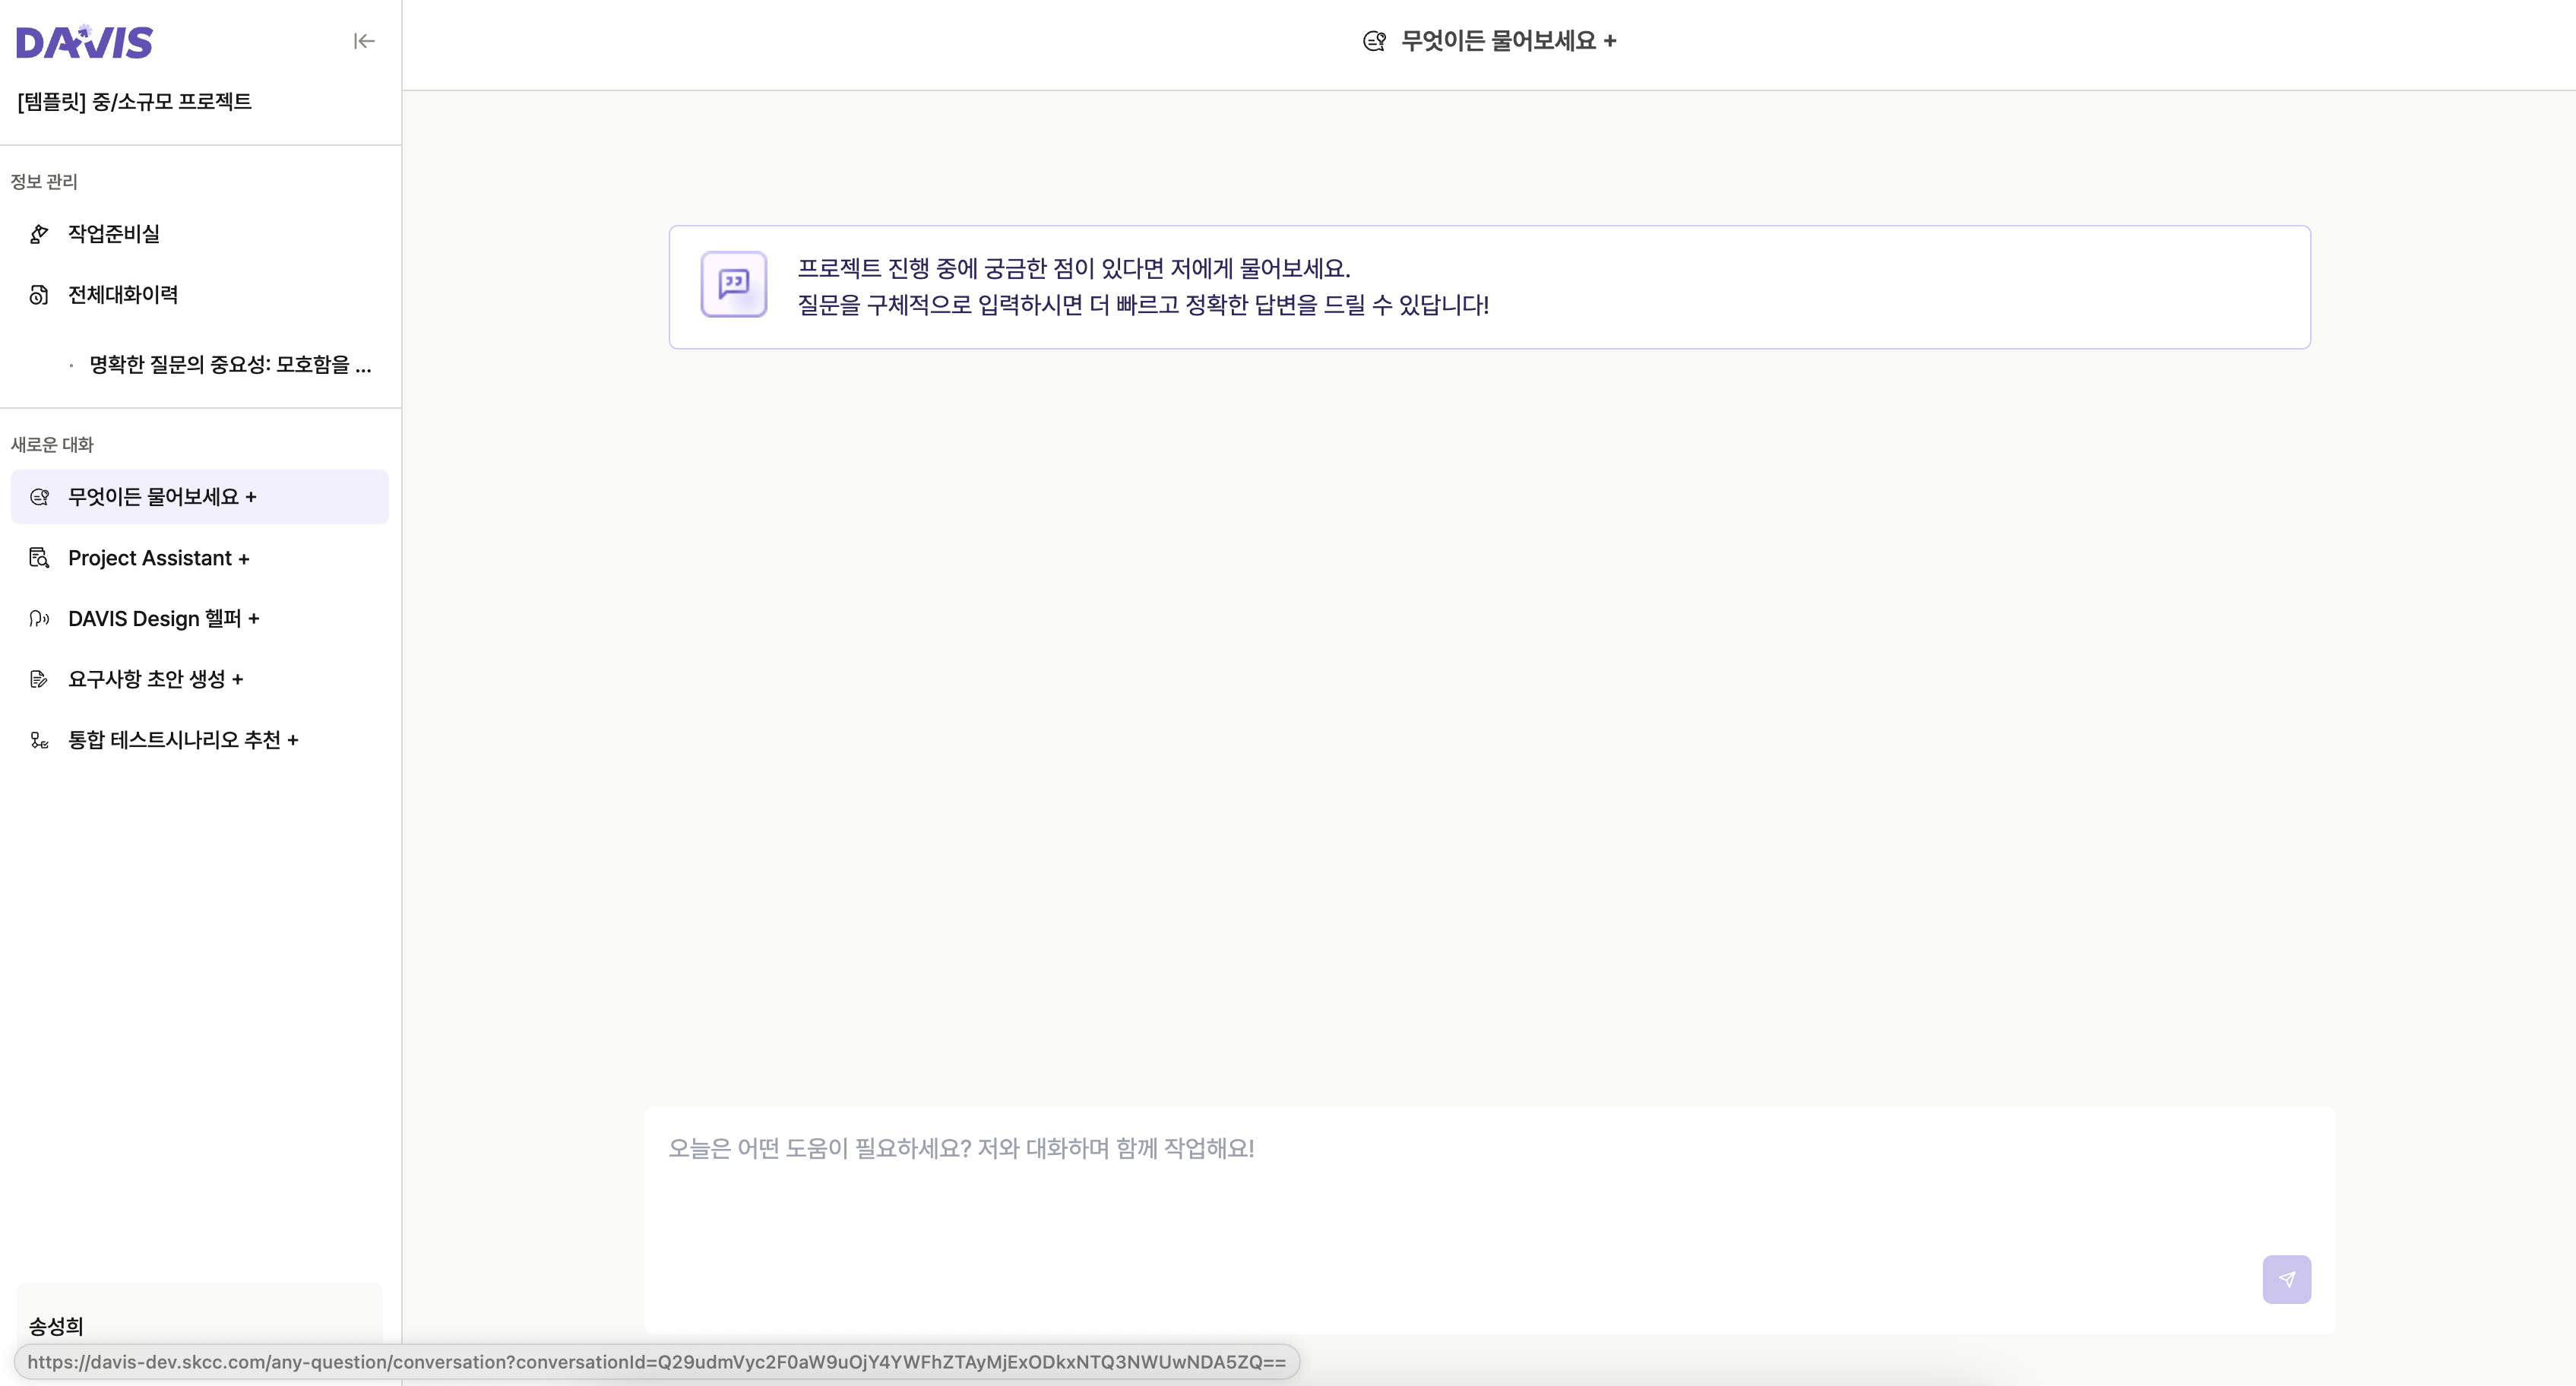 DAVIS
[템플릿] 중/소규모 프로젝트
정보 관리
작업준비실
전체대화이력
· 명확한 질문의 중요성: 모호함을 ...
새로운 대화
무엇이든 물어보세요 +
Project Assistant +
DAVIS Design 헬퍼 +
요구사항 초안 생성 +
통합 테스트시나리오 추천 +
송성희
https://davis-dev.skcc.com/any-question/conversation?conversationId=Q29udmVyc2F0aW9uOjY4YWFhZTAyMjExODkxNTQ3NWUwNDA5ZQ==
무엇이든 물어보세요 +
프로젝트 진행 중에 궁금한 점이 있다면 저에게 물어보세요.
질문을 구체적으로 입력하시면 더 빠르고 정확한 답변을 드릴 수 있답니다!
오늘은 어떤 도움이 필요하세요? 저와 대화하며 함께 작업해요!